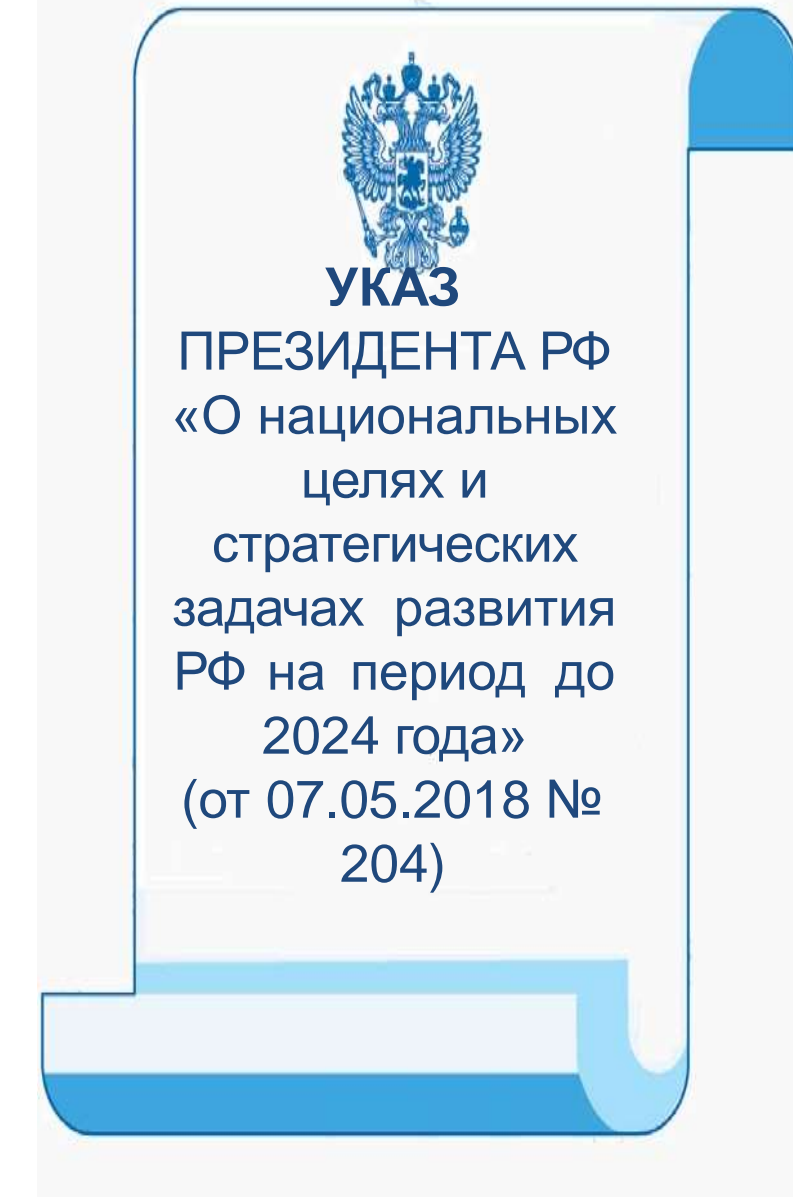 УКАЗ
ПРЕЗИДЕНТА РФ
«О национальных
целях и
стратегических
задачах развития
РФ на период до
2024 года»
(от 07.05.2018 №
204)